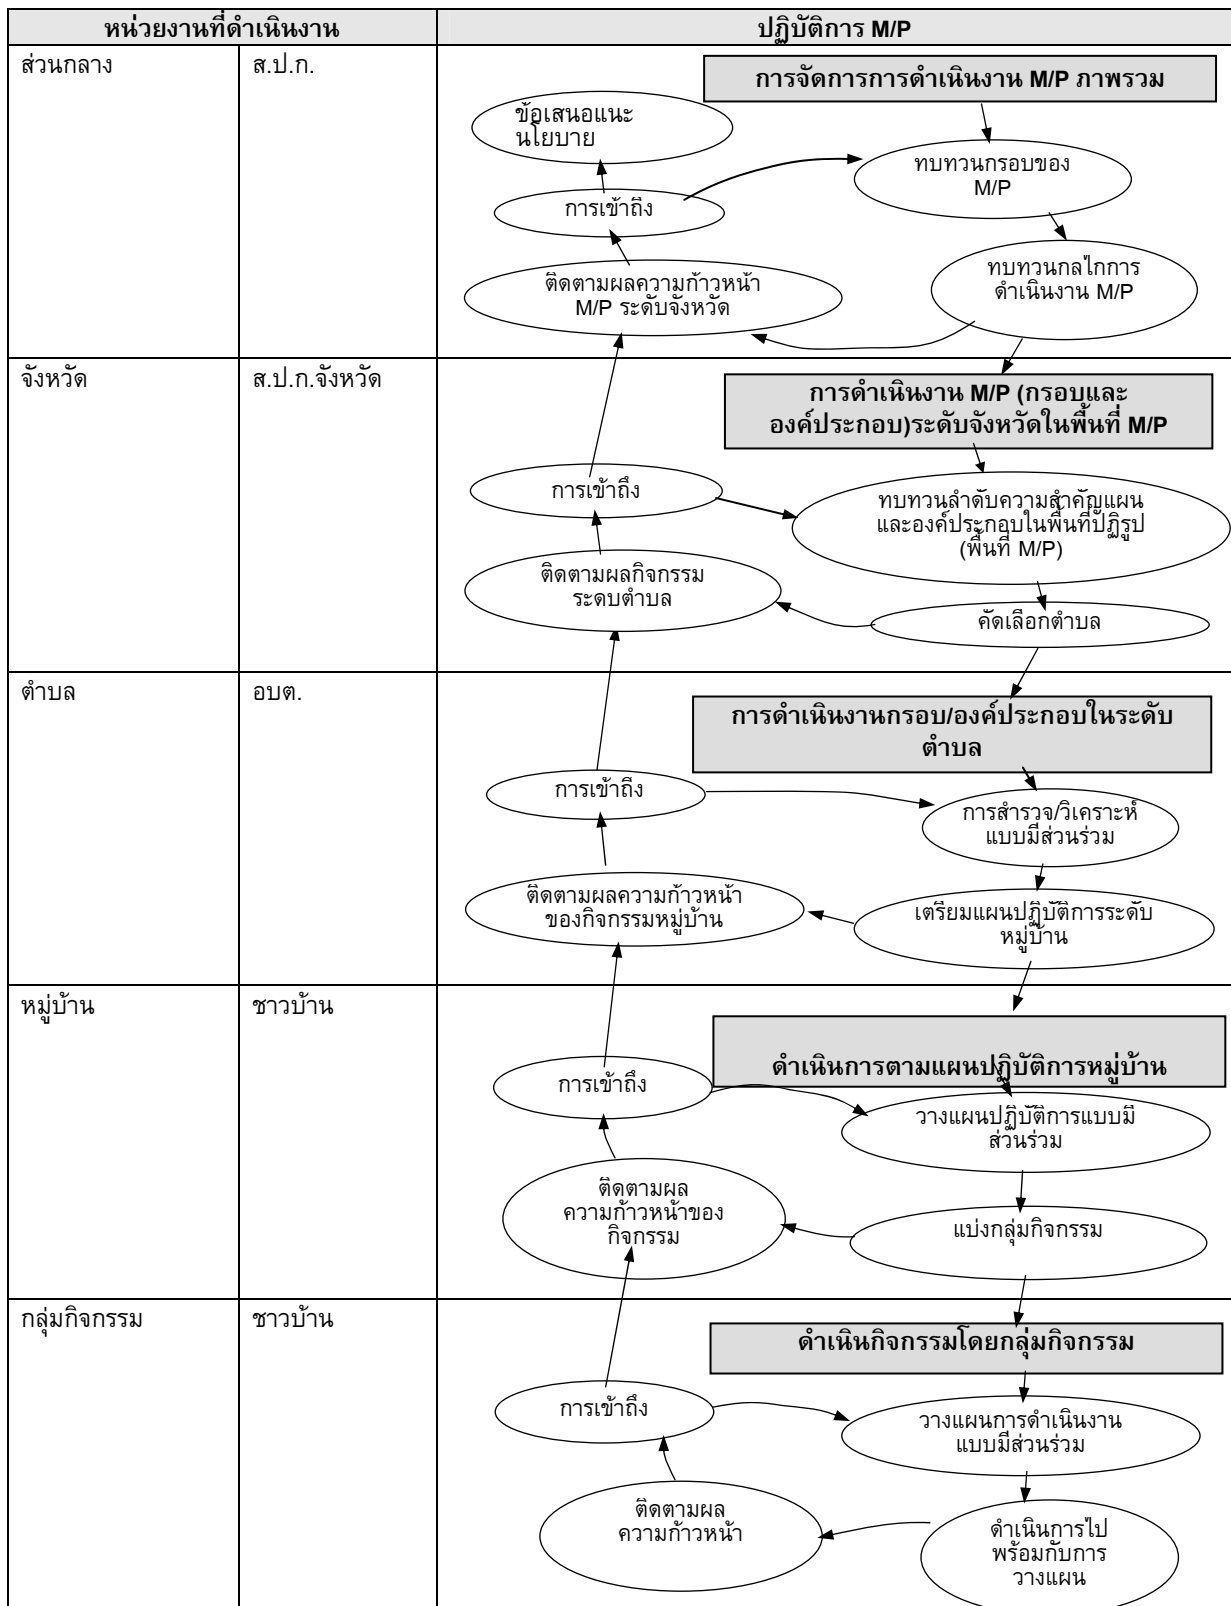 หน่วยงานที่ดำเนินงาน
ปฏิบัติการ M/P
ส่วนกลาง
ส.ป.ก.
การจัดการการดำเนินงาน M/P ภาพรวม
ข้อเสนอแนะ
นโยบาย
ทบทวนกรอบของ
M/P
การเข้าถึง
ทบทวนกลไกการ
ดำเนินงาน M/P
ติดตามผลความก้าวหน้า
M/P ระดับจังหวัด
จังหวัด
ส.ป.ก.จังหวัด
การดำเนินงาน M/P (กรอบและ
องค์ประกอบ)ระดับจังหวัดในพื้นที่ M/P
การเข้าถึง
ทบทวนลำดับความสำคัญแผน
และองค์ประกอบในพื้นที่ปฏิรูป
(พื้นที่ M/P)
ติดตามผลกิจกรรม
ระดบตำบล
คัดเลือกตำบล
ตำบล
อบต.
การดำเนินงานกรอบ/องค์ประกอบในระดับ
ตำบล
การเข้าถึง
การสำรวจ/วิเคราะห์
แบบมีส่วนร่วม
ติดตามผลความก้าวหน้า
ของกิจกรรมหมู่บ้าน
เตรียมแผนปฏิบัติการระดับ
หมู่บ้าน
หมู่บ้าน
ชาวบ้าน
ดำเนินการตามแผนปฏิบัติการหมู่บ้าน
การเข้าถึง
วางแผนปฏิบัติการแบบมี
ส่วนร่วม
ติดตามผล
ความก้าวหน้าของ
กิจกรรม
แบ่งกลุ่มกิจกรรม
กลุ่มกิจกรรม
ชาวบ้าน
ดำเนินกิจกรรมโดยกลุ่มกิจกรรม
การเข้าถึง
วางแผนการดำเนินงาน
แบบมีส่วนร่วม
ติดตามผล
ความก้าวหน้า
ดำเนินการไป
พร้อมกับการ
วางแผน